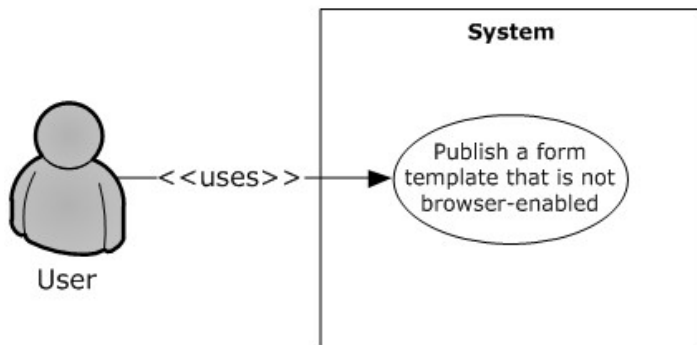 System
Publish a form
template that is not
browser-enabled
<<uses>>
User